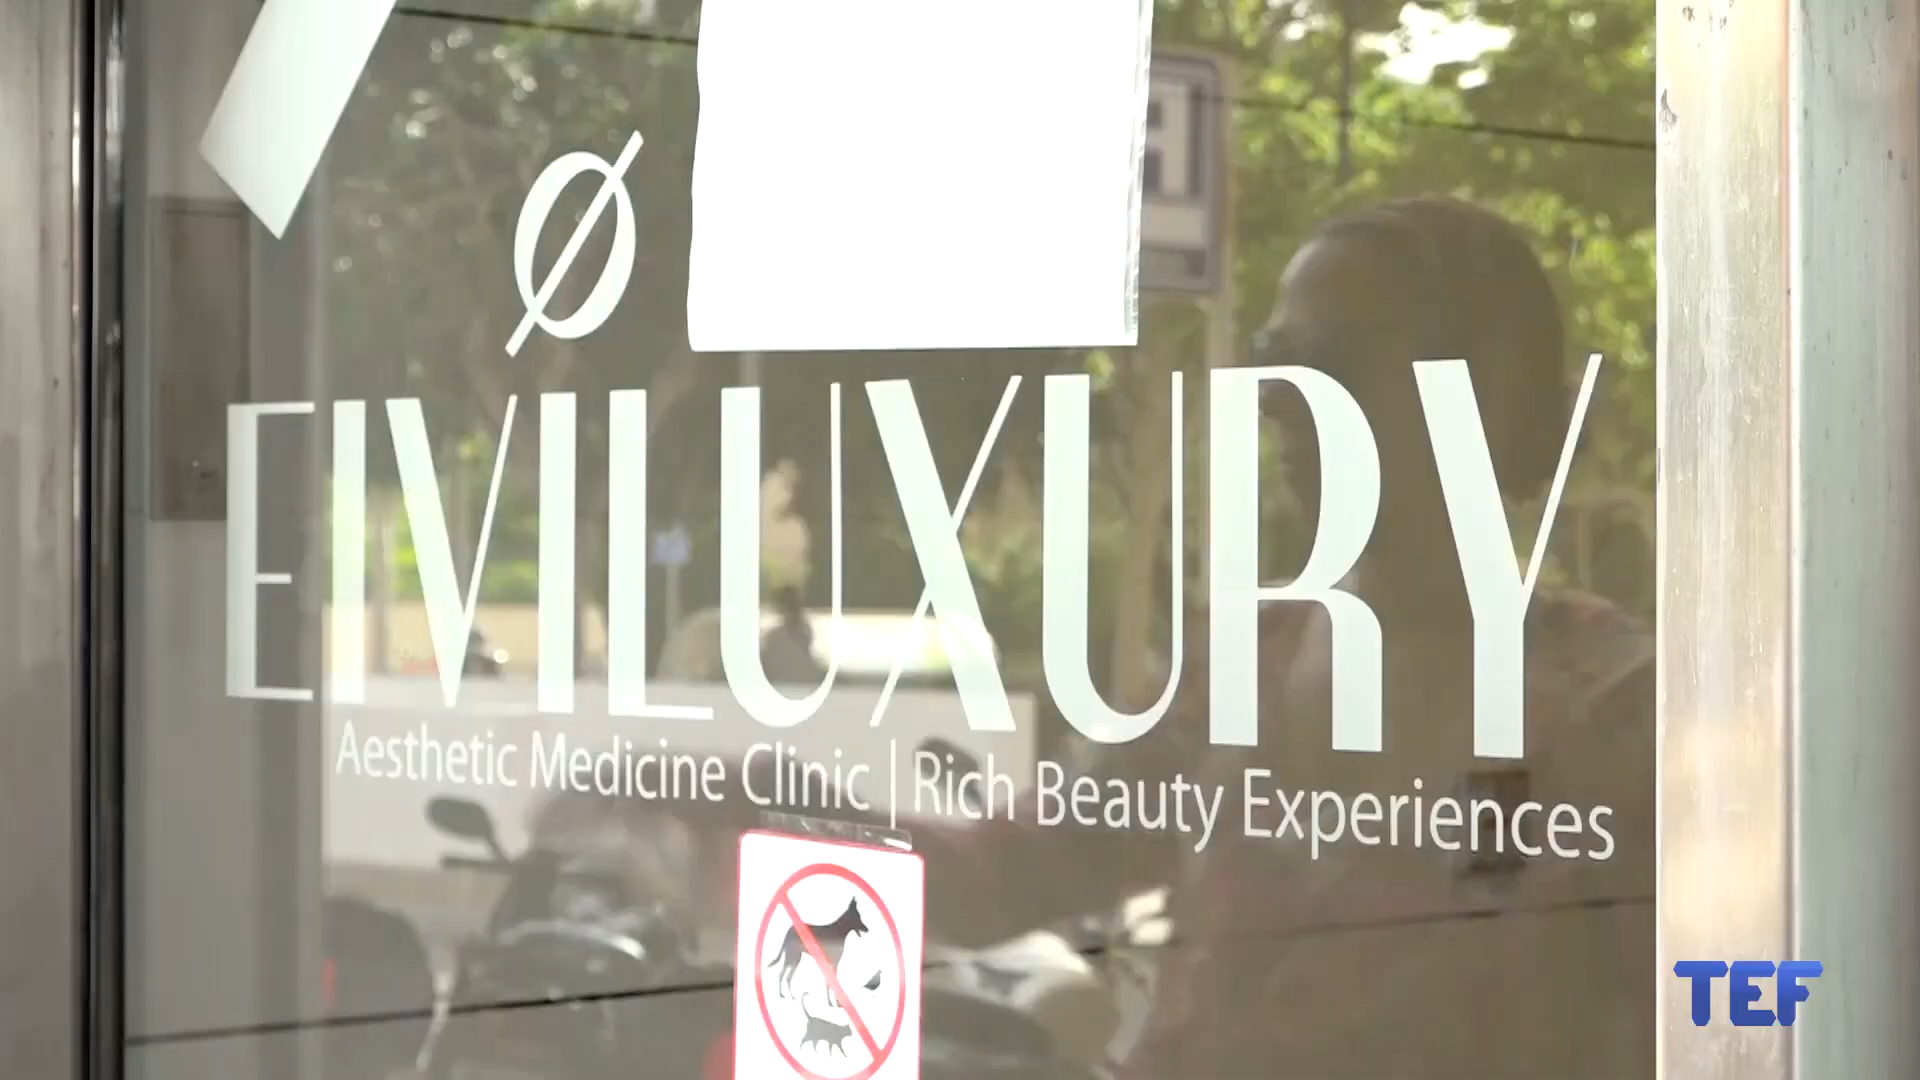 Ø
EIVILUXURY
Aesthetic Medicine Clinic | Rich Beauty Experiences
TEF